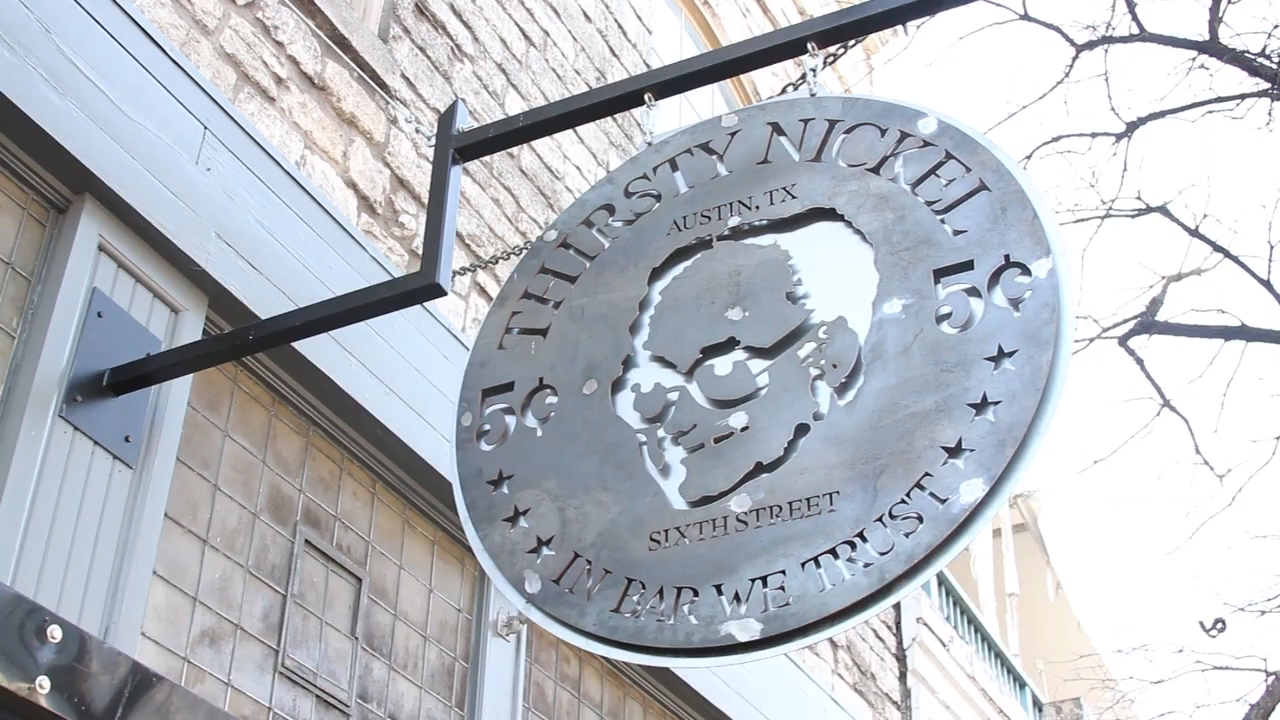 THIRSTY NICKEL
AUSTIN, TX
5¢
5¢
SIXTH STREET
IN BAR WE TRUST